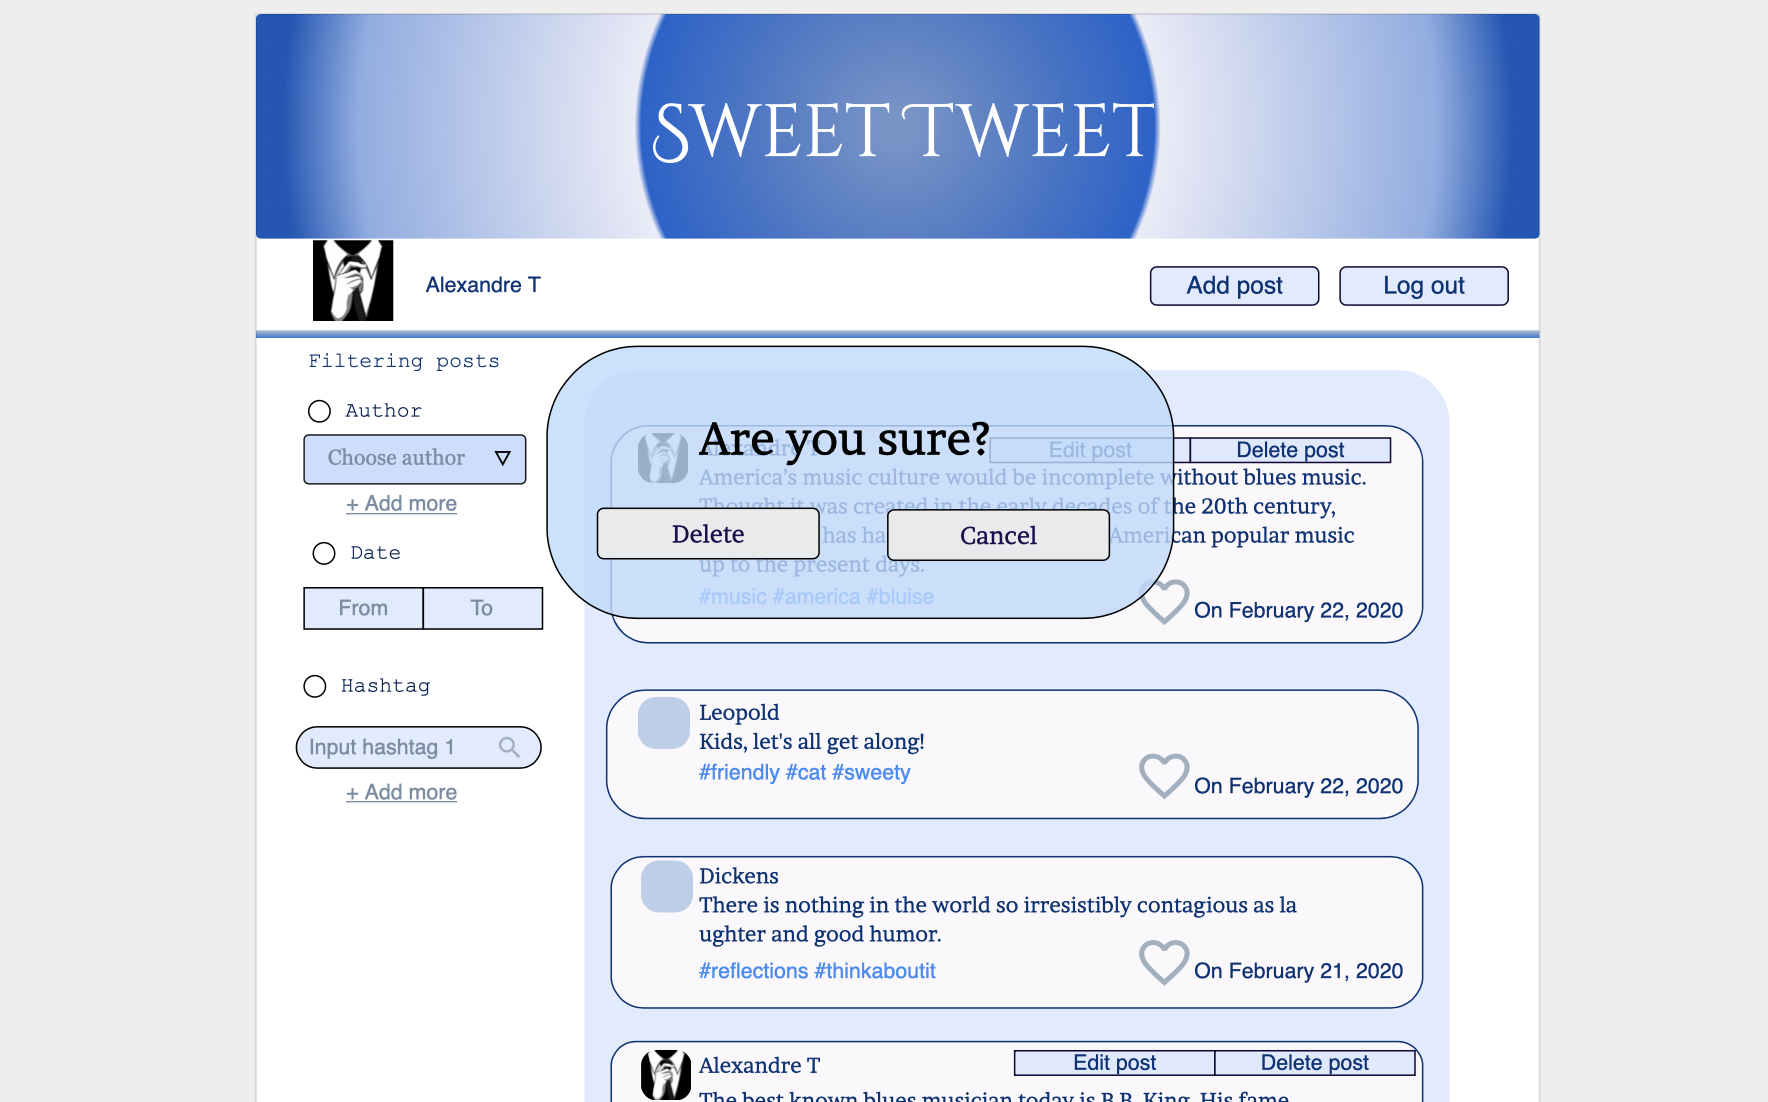 Sweet Tweet
Alexandre T
Add post
Log out
Filtering posts
Author
Choose author
+ Add more
Date
From
To
Hashtag
Input hashtag 1
+ Add more
Are you sure?
Delete
Cancel
Alexandre T
Edit post
Delete post
America's music culture would be incomplete without blues music.
Thought it was created in the early decades of the 20th century,
has ha American popular music
up to the present days.
#music #america #bluise
On February 22, 2020
Leopold
Kids, let's all get along!
#friendly #cat #sweety
On February 22, 2020
Dickens
There is nothing in the world so irresistibly contagious as la
ughter and good humor.
#reflections #thinkaboutit
On February 21, 2020
Alexandre T
Edit post
Delete post
The best known blues musician today is B.B. King. His fame